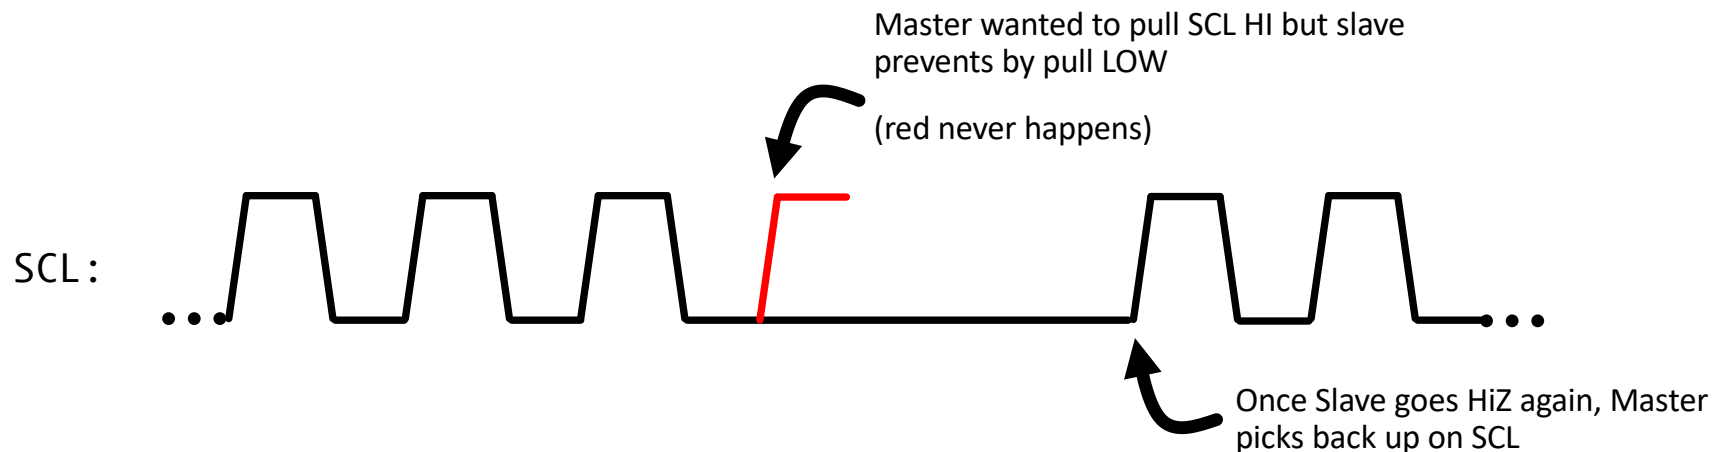 Master wanted to pull SCL HI but slave
prevents by pull LOW
(red never happens)
SCL:
Once Slave goes HiZ again, Master
picks back up on SCL